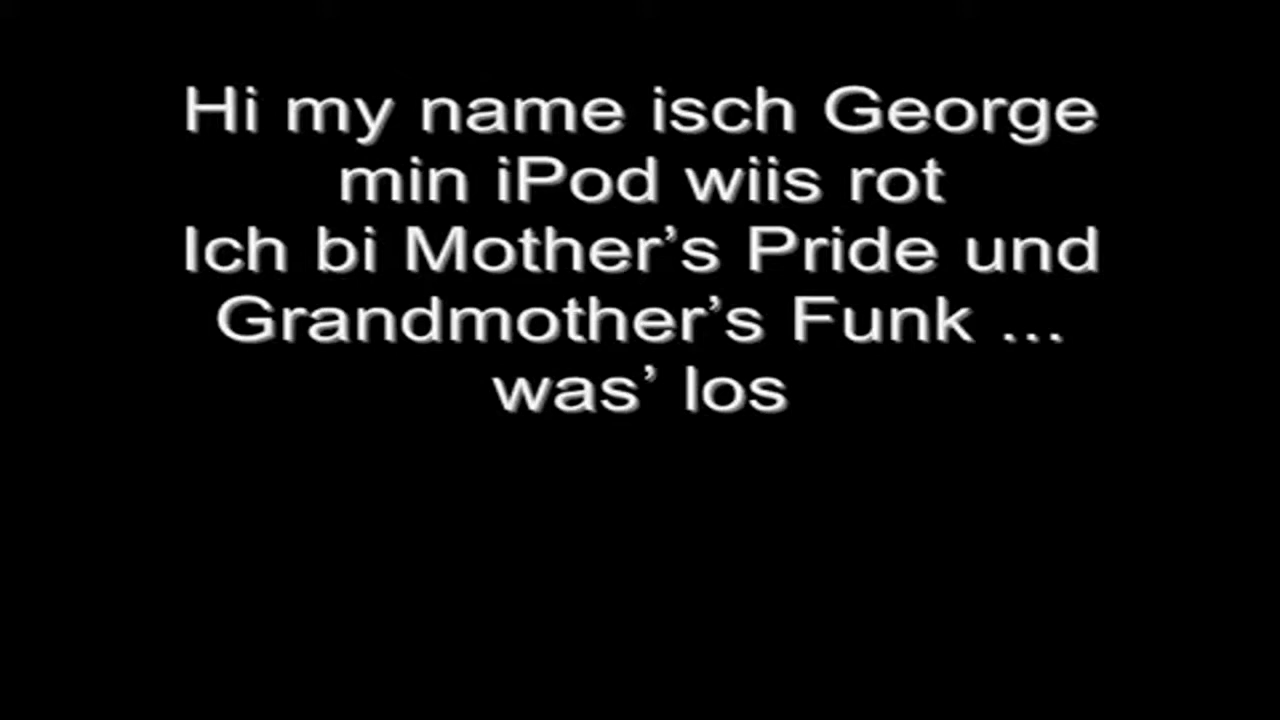 Hi my name isch George
min iPod wiis rot
Ich bi Mother’s Pride und
Grandmother’s Funk ...
was’ los